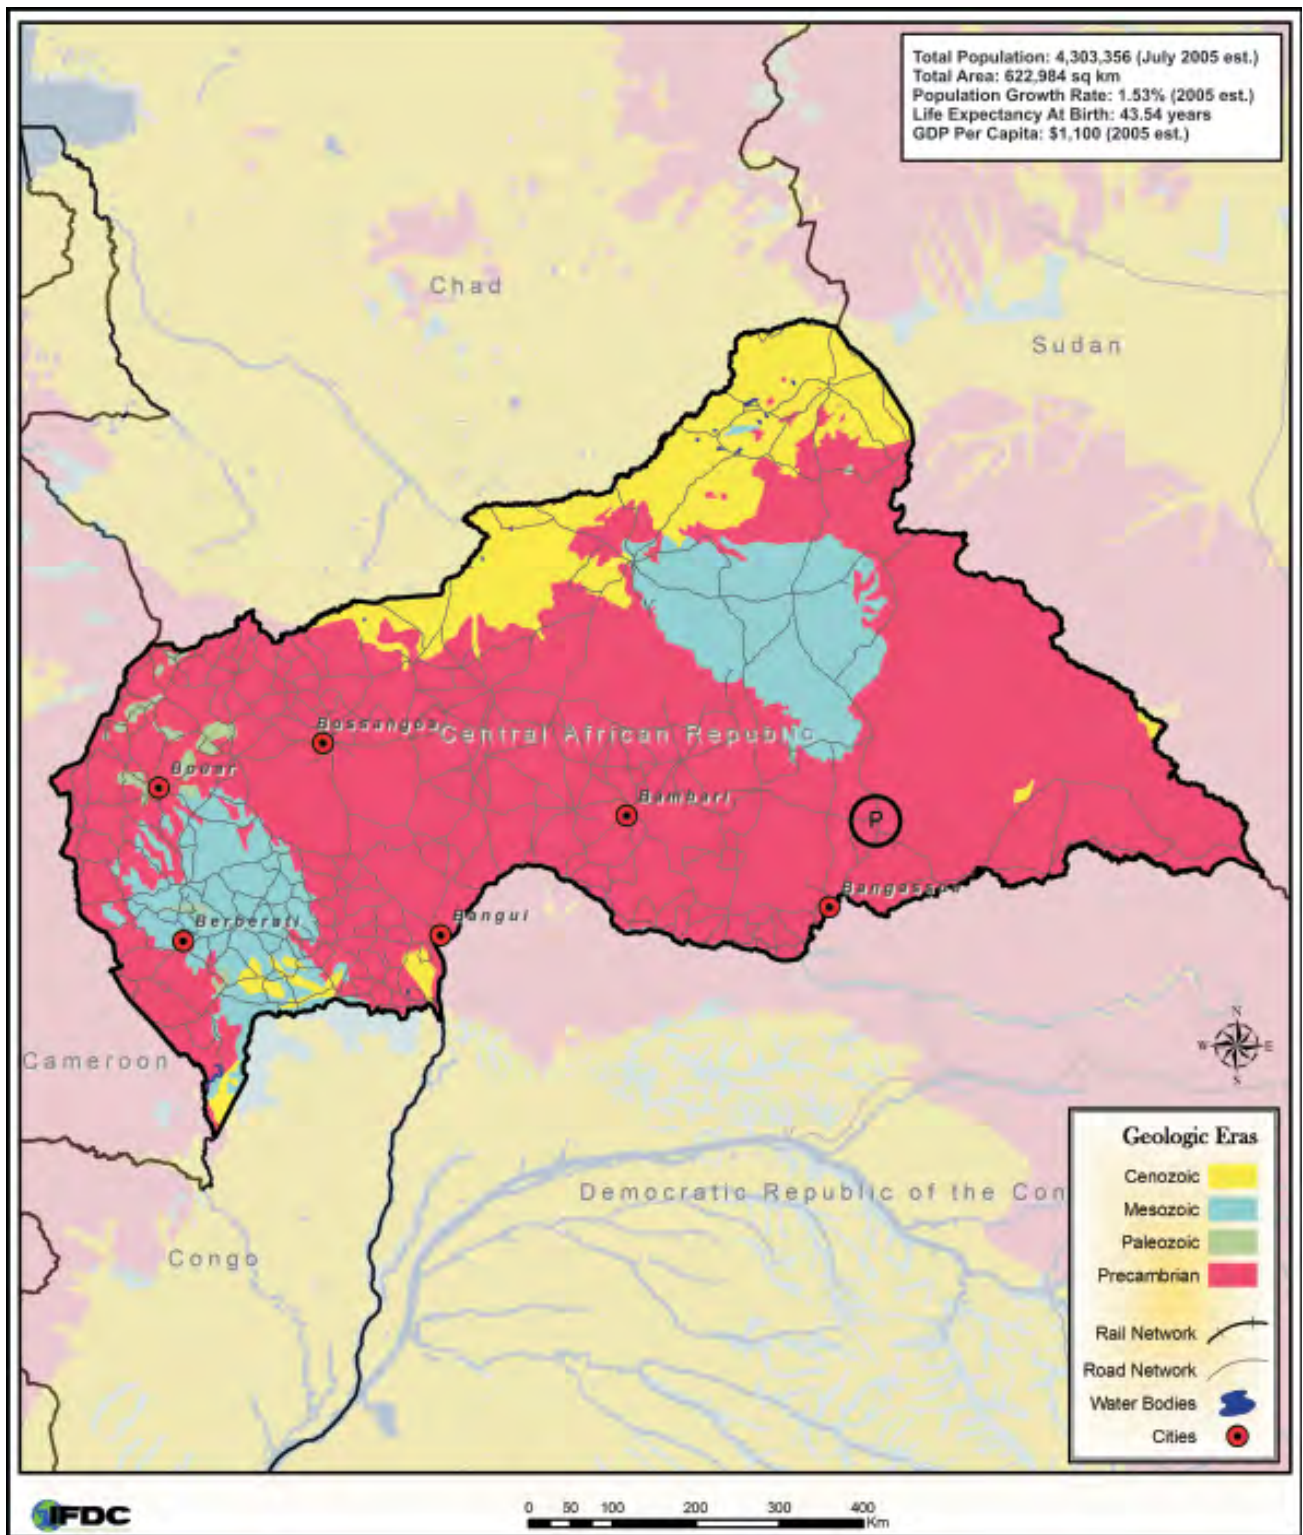 Total Population: 4,303,356 (July 2005 est.)
Total Area: 622,984 sq km
Population Growth Rate: 1.53% (2005 est.)
Life Expectancy At Birth: 43.54 years
GDP Per Capita: $1,100 (2005 est.)
Chad
Sudan
Bossangoa
Central African Republic
Bouar
Bambari
P
Bangassou
Berberati
Bangui
N
W E
S
Cameroon
Geologic Eras
Cenozoic
Mesozoic
Paleozoic
Precambrian
Rail Network
Road Network
Water Bodies
Cities
Democratic Republic of the Con
Congo
IFDC
0 50 100 200 300 400
Km